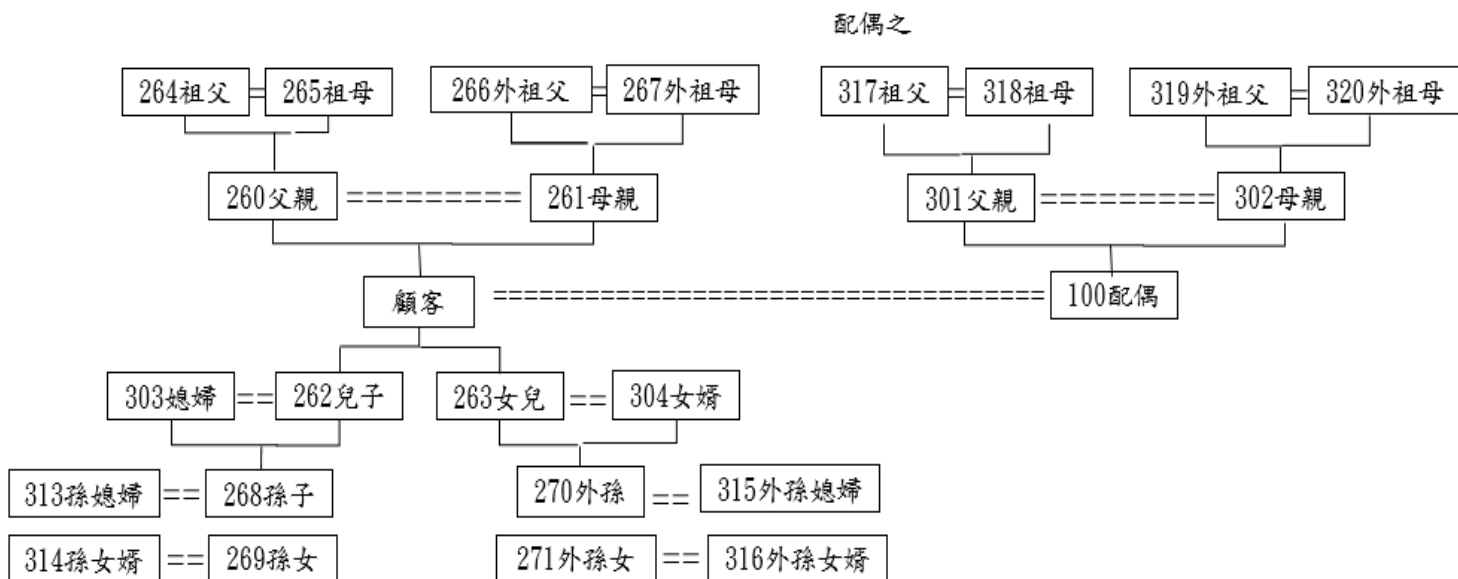 配偶之
264祖父 = 265祖母 266外祖父 = 267外祖母 317祖父 = 318祖母 319外祖父 = 320外祖母
260父親 ========= 261母親 301父親 ========= 302母親
顧客 ============================= 100配偶
303媳婦 == 262兒子 263女兒 == 304女婿
313孫媳婦 == 268孫子 270外孫 == 315外孫媳婦
314孫女婿 == 269孫女 271外孫女 == 316外孫女婿